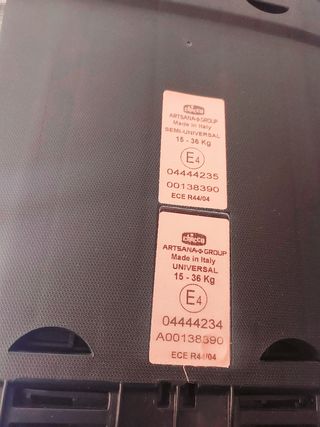 chicco
ARTSANA GROUP
Made in Italy
SEMI-UNIVERSAL
15 - 36 Kg
E4
04444235
00138390
ECE R44/04
chicco
ARTSANA GROUP
Made in Italy
UNIVERSAL
15 - 36 Kg
E4
04444234
A00138390
ECE R44/04